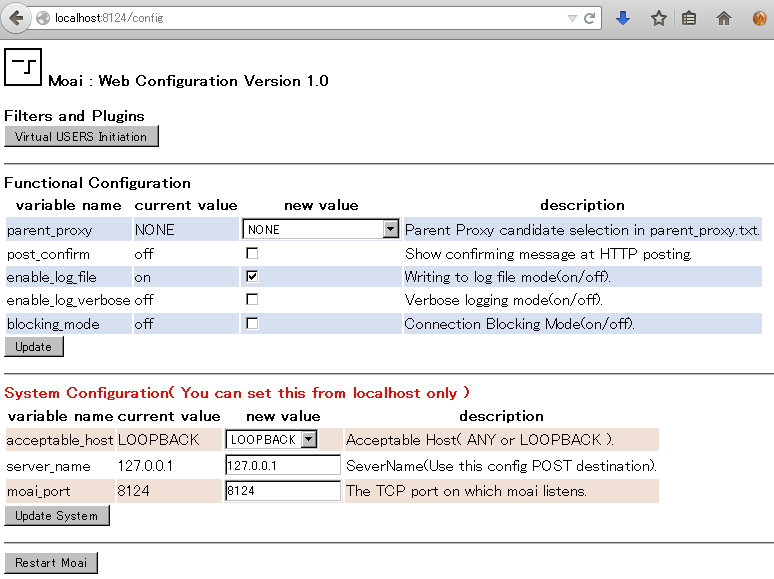 localhost:8124/config
Moai : Web Configuration Version 1.0
Filters and Plugins
Virtual USERS Initiation
Functional Configuration
variable name current value new value description
parent_proxy NONE NONE Parent Proxy candidate selection in parent_proxy.txt.
post_confirm off Show confirming message at HTTP posting.
enable_log_file on Writing to log file mode(on/off).
enable_log_verbose off Verbose logging mode(on/off).
blocking_mode off Connection Blocking Mode(on/off).
Update
System Configuration( You can set this from localhost only )
variable name current value new value description
acceptable_host LOOPBACK LOOPBACK Acceptable Host( ANY or LOOPBACK ).
server_name 127.0.0.1 127.0.0.1 SeverName(Use this config POST destination).
moai_port 8124 8124 The TCP port on which moai listens.
Update System
Restart Moai